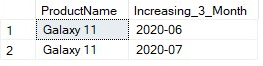 ProductName Increasing_3_Month
1 Galaxy 11 2020-06
2 Galaxy 11 2020-07